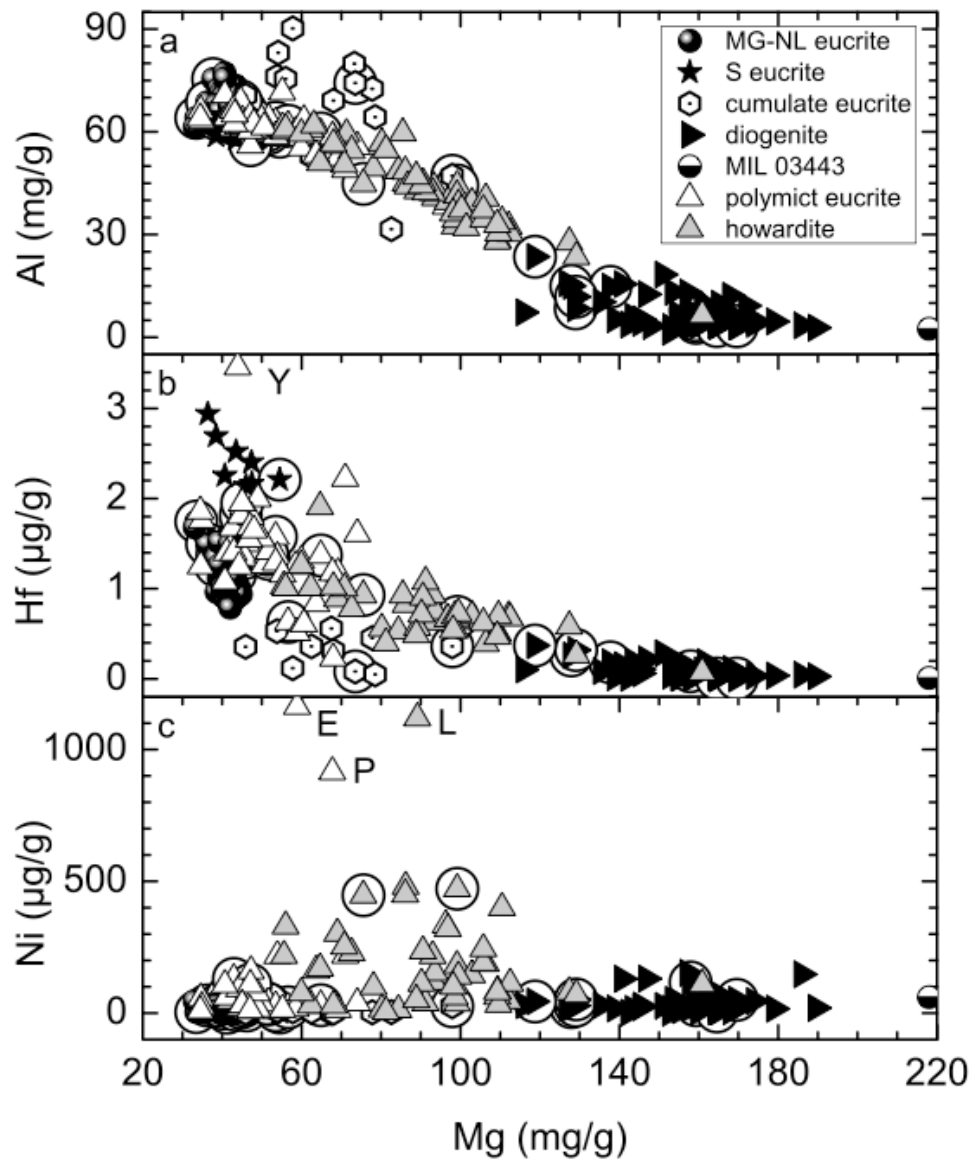 a
90
60
30
0
Al (mg/g)
MG-NL eucrite
S eucrite
cumulate eucrite
diogenite
MIL 03443
polymict eucrite
howardite
b
Y
3
2
1
0
Hf (µg/g)
c
E
L
P
1000
500
0
Ni (µg/g)
20 60 100 140 180 220
Mg (mg/g)